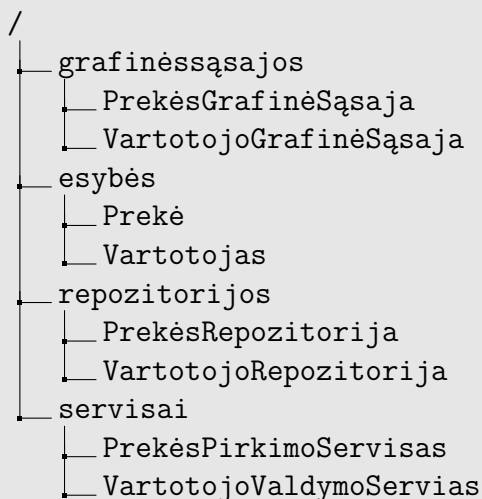 /
grafinėssąsajos
PrekėsGrafinėSąsaja
VartotojoGrafinėSąsaja
esybės
Prekė
Vartotojas
repozitorijos
PrekėsRepozitorija
VartotojoRepozitorija
servisai
PrekėsPirkimoServisas
VartotojoValdymoServias